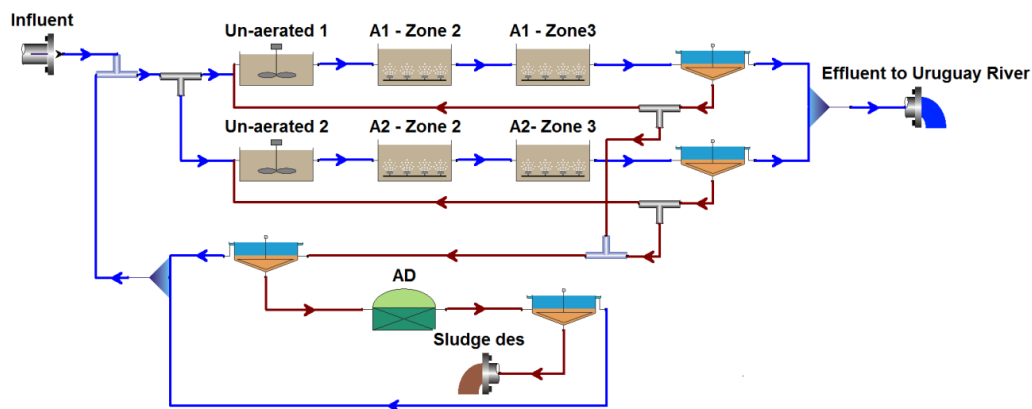 Influent
Un-aerated 1
A1 - Zone 2
A1 - Zone3
Effluent to Uruguay River
Un-aerated 2
A2 - Zone 2
A2- Zone 3
AD
Sludge des